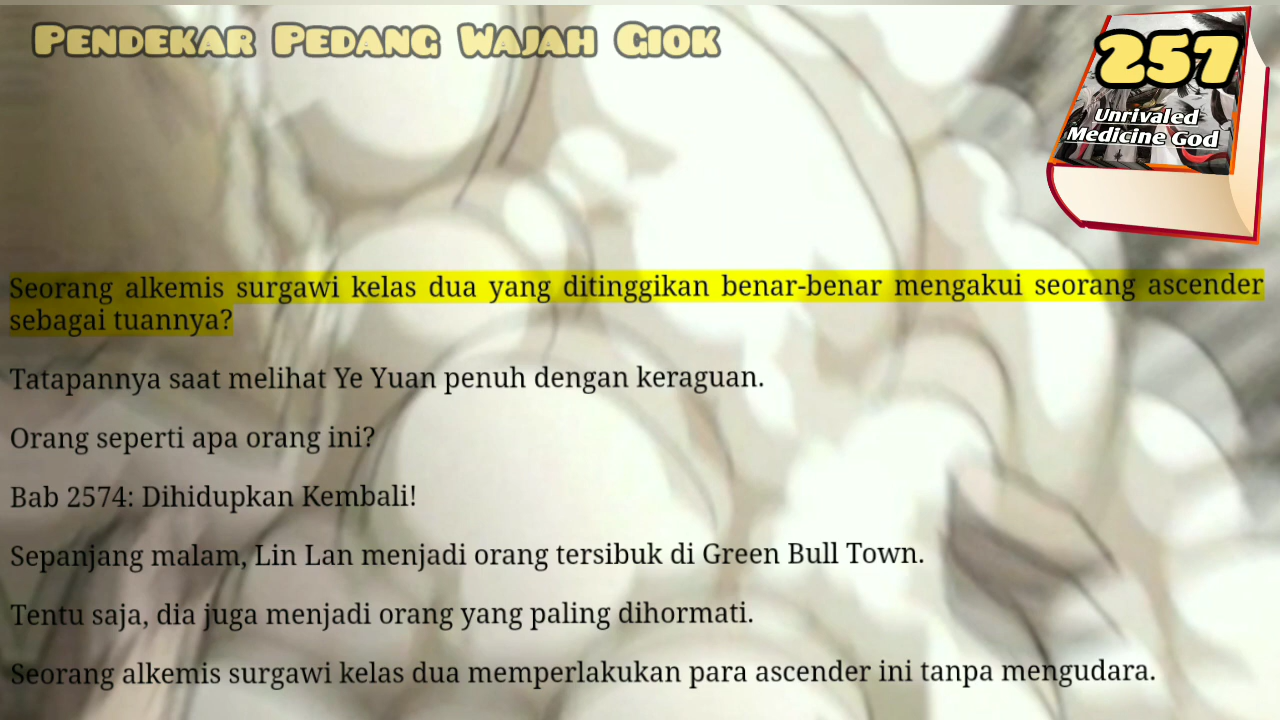 Pendekar Pedang Wajah Giok
257
Unrivaled
Medicine God
Seorang alkemis surgawi kelas dua yang ditinggikan benar-benar mengakui seorang ascender
sebagai tuannya?
Tatapannya saat melihat Ye Yuan penuh dengan keraguan.
Orang seperti apa orang ini?
Bab 2574: Dihidupkan Kembali!
Sepanjang malam, Lin Lan menjadi orang tersibuk di Green Bull Town.
Tentu saja, dia juga menjadi orang yang paling dihormati.
Seorang alkemis surgawi kelas dua memperlakukan para ascender ini tanpa mengudara.